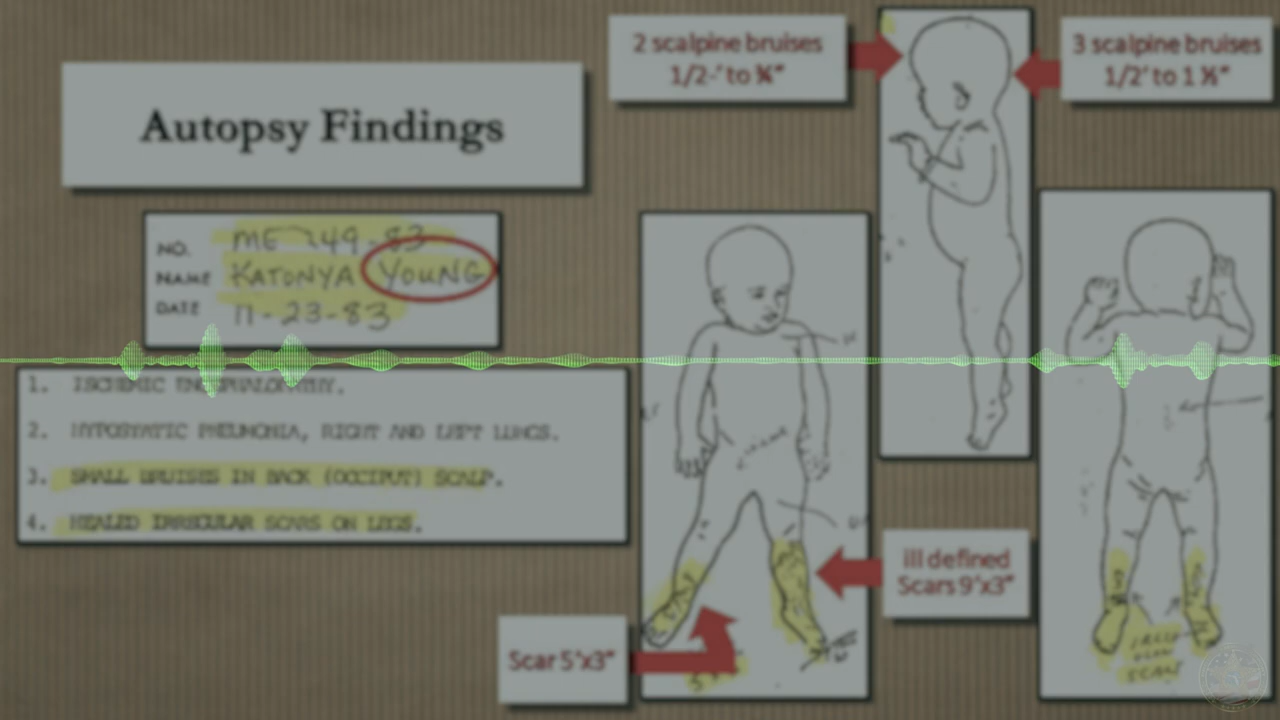 Autopsy Findings
NO. ME 249-83
NAME KATONYA YOUNG
DATE 11-23-83
1. ISCHEMIC ENCEPHALOPATHY.
2. HYPOSTATIC PNEUMONIA, RIGHT AND LEFT LUNGS.
3. SMALL BRUISES IN BACK (OCCIPUT) SCALP.
4. HEALED IRREGULAR SCARS ON LEGS.
2 scalpine bruises
1/2-' to ¾"
3 scalpine bruises
1/2' to 1 ½"
ill defined
Scars 9'x3"
Scar 5'x3"